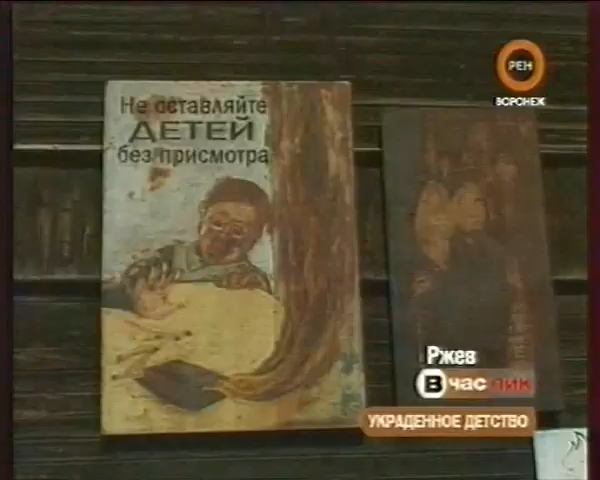 Не оставляйте
ДЕТЕЙ
без присмотра
РЕН
ВОРОНЕЖ
Ржев
В час пик
УКРАДЕННОЕ ДЕТСТВО